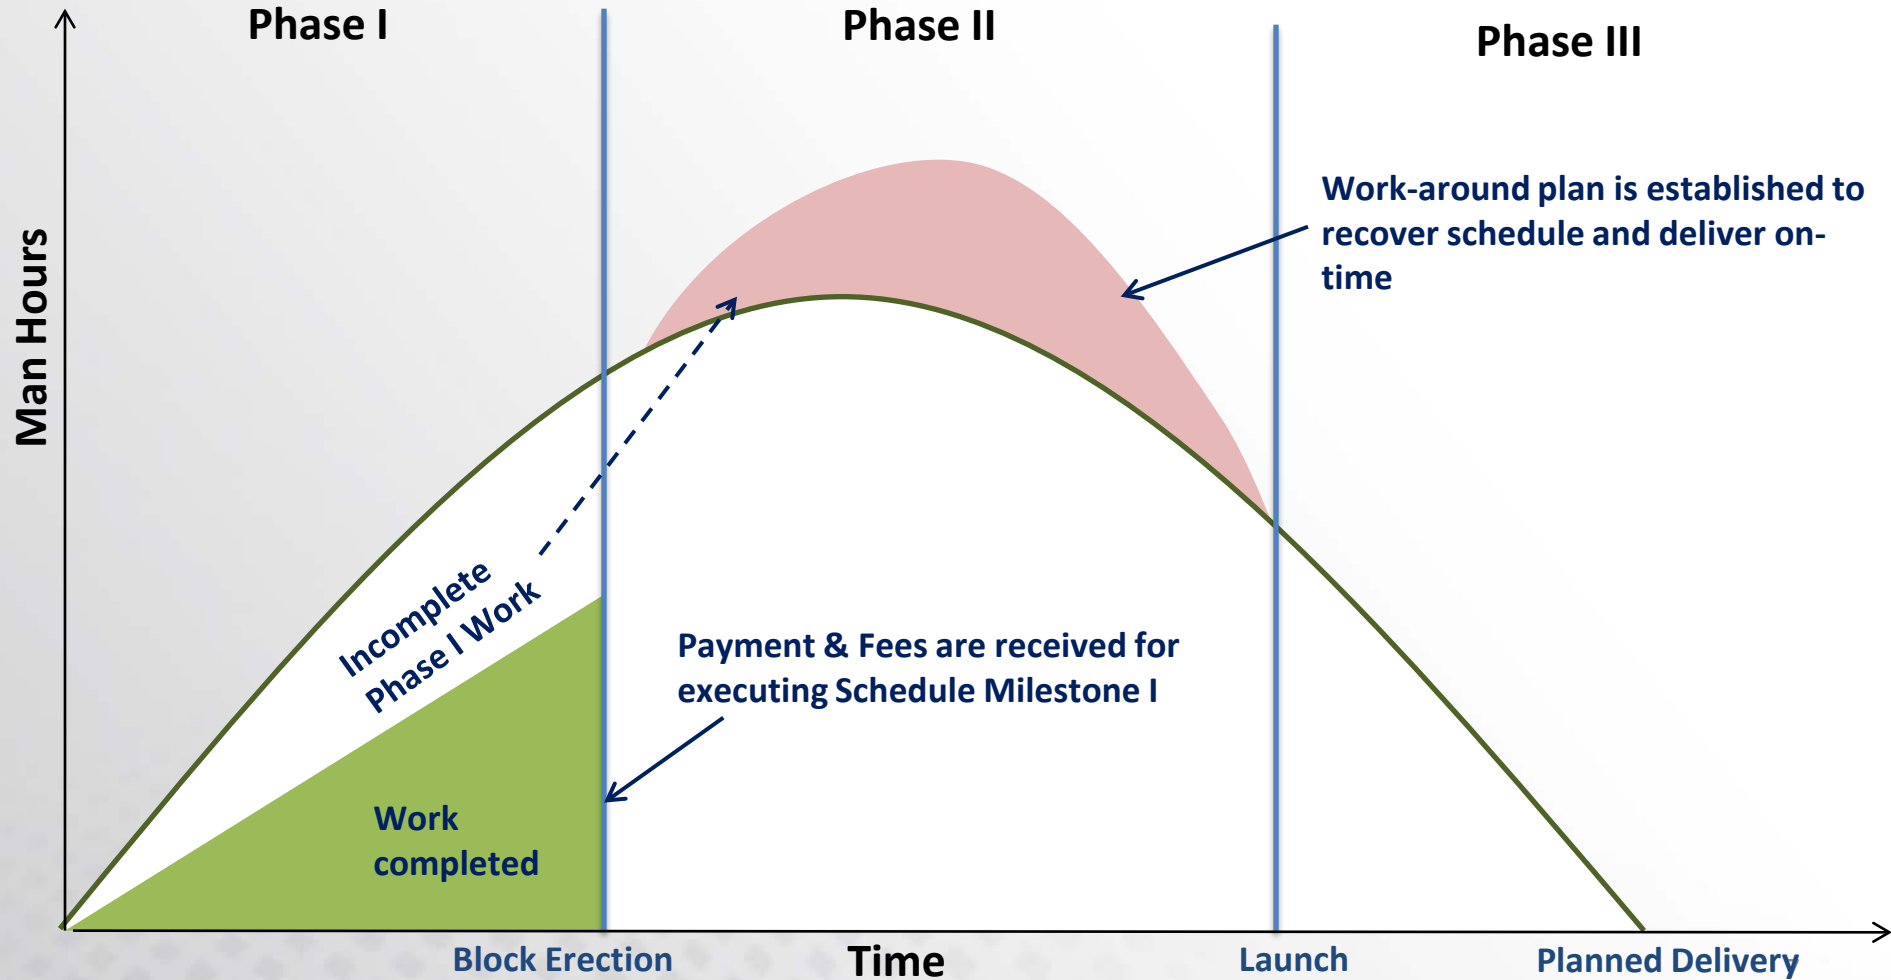 Phase I
Phase II
Phase III
Man Hours
Work-around plan is established to
recover schedule and deliver on-
time
Incomplete
Phase I Work
Payment & Fees are received for
executing Schedule Milestone I
Work
completed
Block Erection
Time
Launch
Planned Delivery